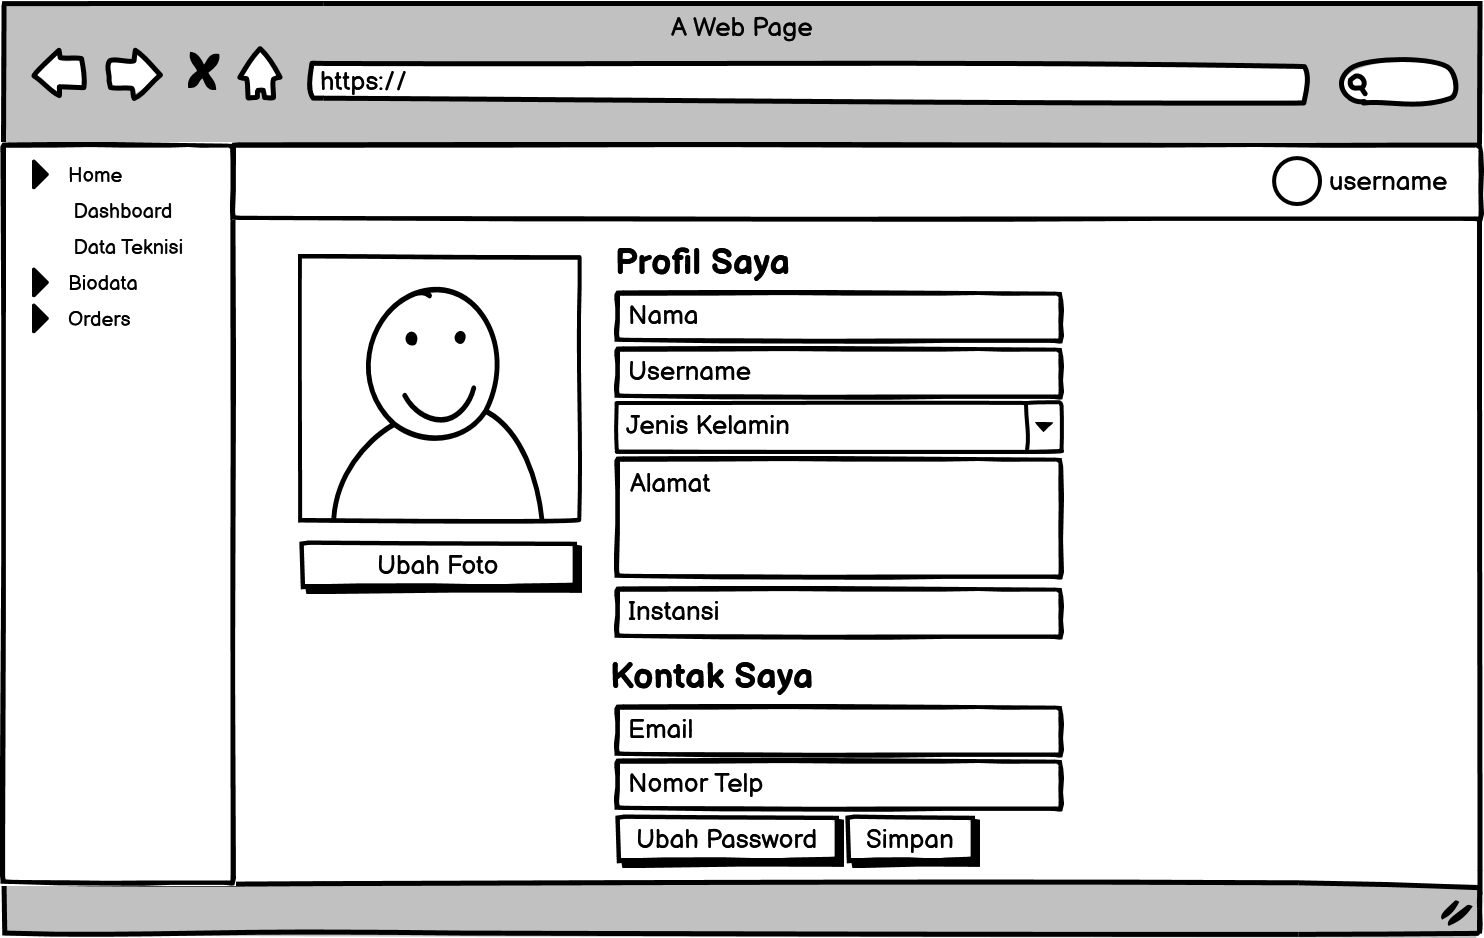 A Web Page
https://
username
Home
Dashboard
Data Teknisi
Biodata
Orders
Profil Saya
Nama
Username
Jenis Kelamin
Alamat
Ubah Foto
Instansi
Kontak Saya
Email
Nomor Telp
Ubah Password
Simpan